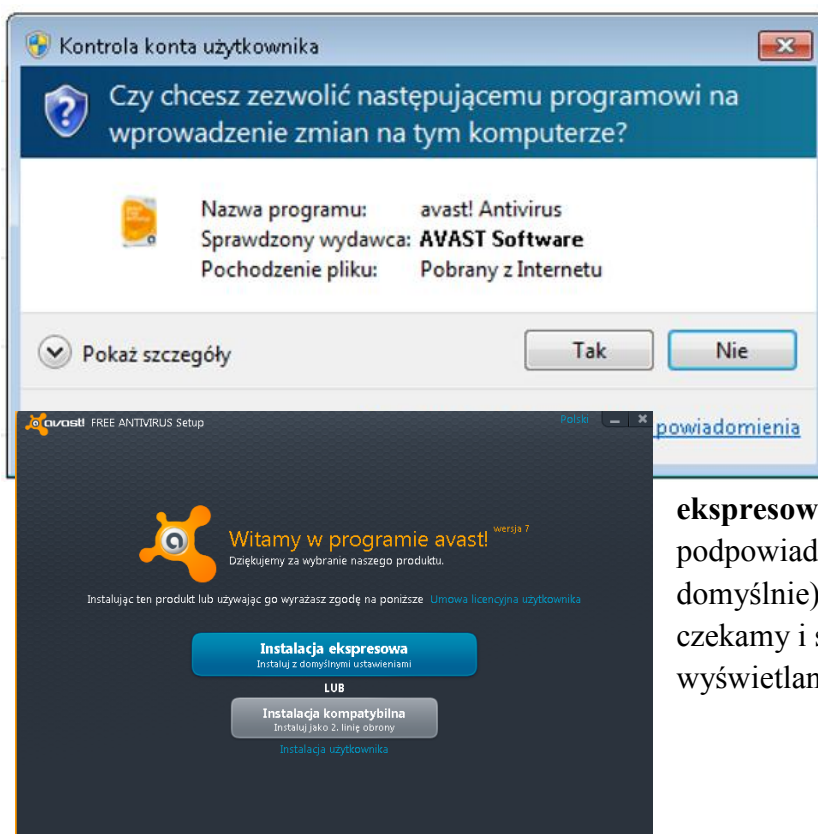 Kontrola konta użytkownika
Czy chcesz zezwolić następującemu programowi na
wprowadzenie zmian na tym komputerze?
Nazwa programu: avast! Antivirus
Sprawdzony wydawca: AVAST Software
Pochodzenie pliku: Pobrany z Internetu
Pokaż szczegóły Tak Nie
powiadomienia
avast! FREE ANTIVIRUS Setup Polski
Witamy w programie avast! wersja 7
Dziękujemy za wybranie naszego produktu.
Instalując ten produkt lub używając go wyrażasz zgodę na poniższe Umowa licencyjna użytkownika
Instalacja ekspresowa
Instaluj z domyślnymi ustawieniami
LUB
Instalacja kompatybilna
Instaluj jako 2. linię obrony
Instalacja użytkownika
ekspresow
podpowiad
domyślnie)
czekamy i
wyświetlan